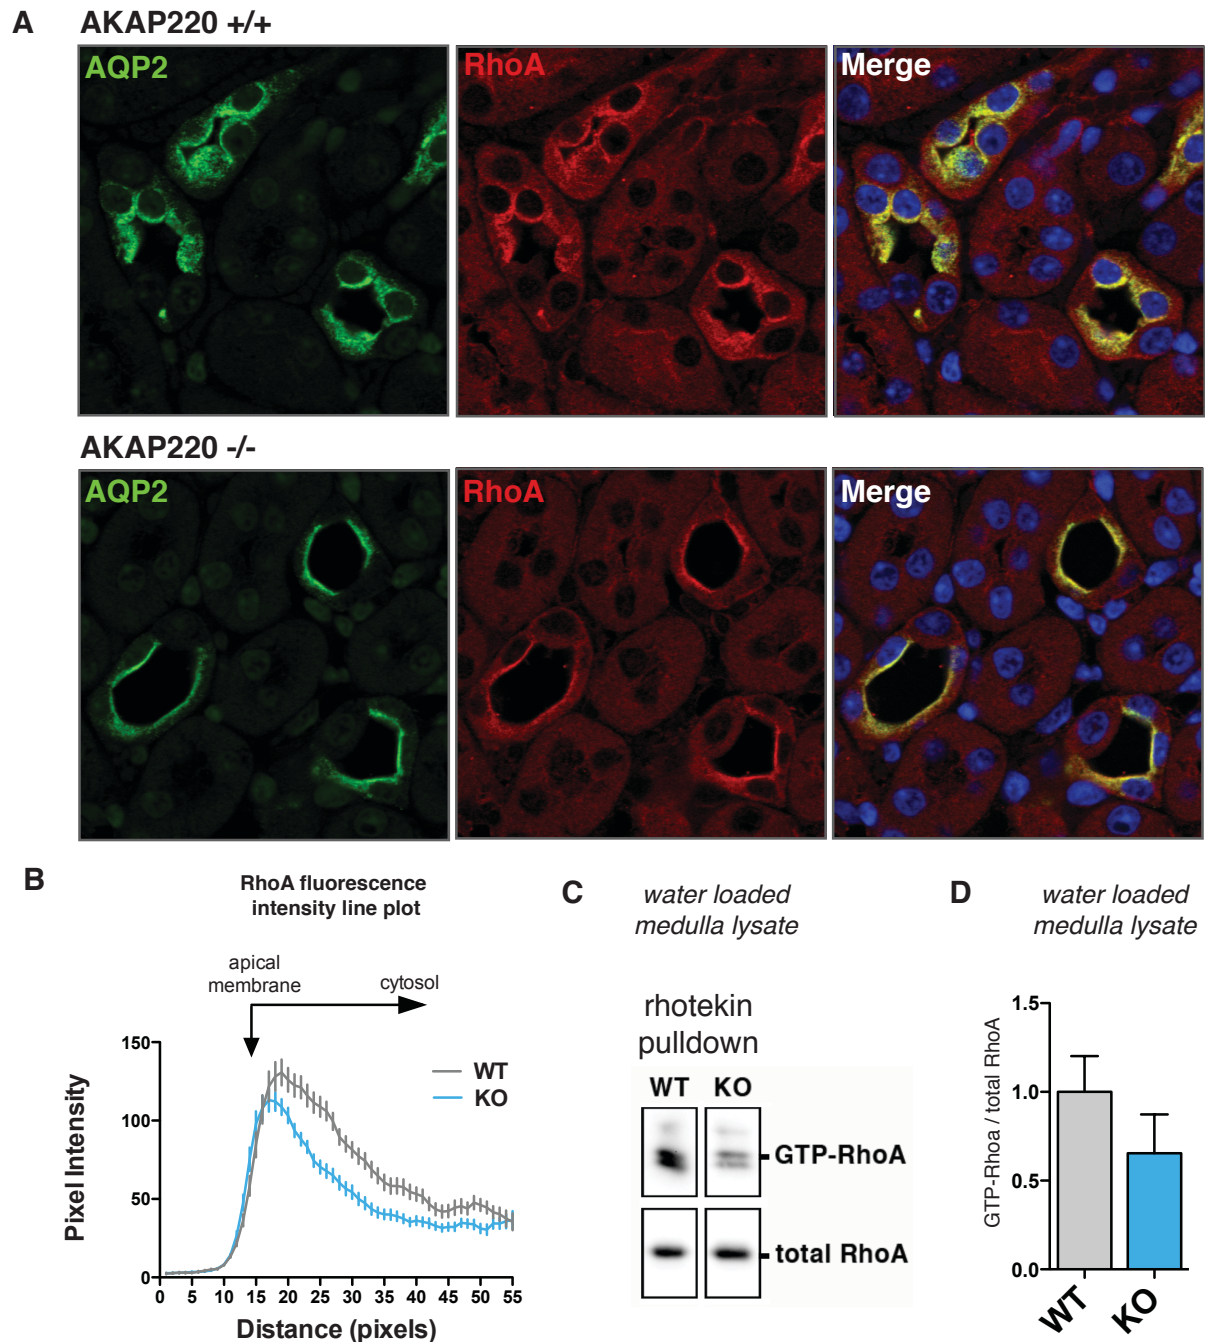 A
AKAP220 +/+
AQP2
RhoA
Merge
AKAP220 -/-
AQP2
RhoA
Merge
B
RhoA fluorescence
intensity line plot
apical
membrane
cytosol
150
100
50
0
Pixel Intensity
WT
KO
0 5 10 15 20 25 30 35 40 45 50 55
Distance (pixels)
C
water loaded
medulla lysate
rhotekin
pulldown
WT KO
GTP-RhoA
total RhoA
D
water loaded
medulla lysate
GTP-Rhoa / total RhoA
1.5
1.0
0.5
0.0
WT
KO